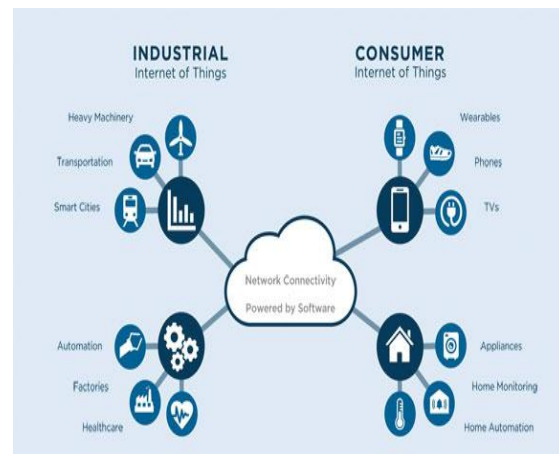 INDUSTRIAL
Internet of Things
CONSUMER
Internet of Things
Heavy Machinery
Transportation
Smart Cities
Wearables
Phones
TVs
Network Connectivity
Powered by Software
Automation
Factories
Healthcare
Appliances
Home Monitoring
Home Automation